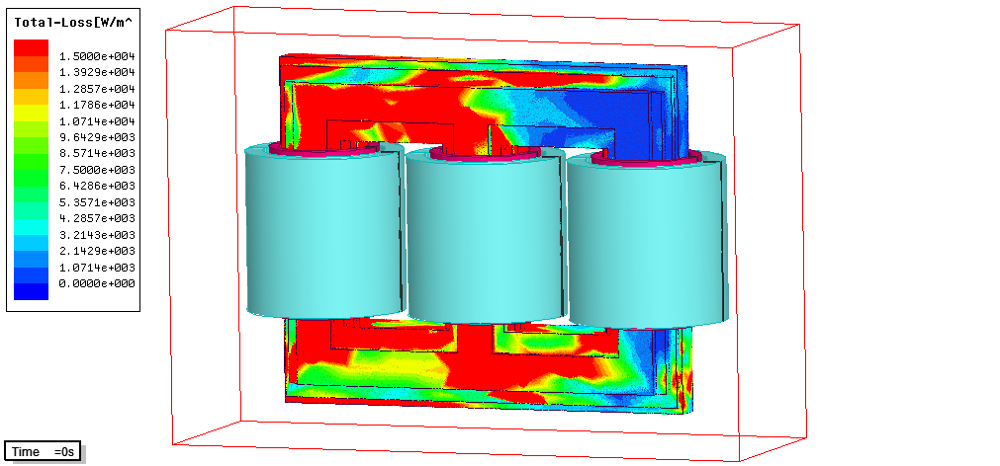 Total-Loss[W/m^
1.5000e+004
1.3929e+004
1.2857e+004
1.1786e+004
1.0714e+004
9.6429e+003
8.5714e+003
7.5000e+003
6.4286e+003
5.3571e+003
4.2857e+003
3.2143e+003
2.1429e+003
1.0714e+003
0.0000e+000
Time =0s